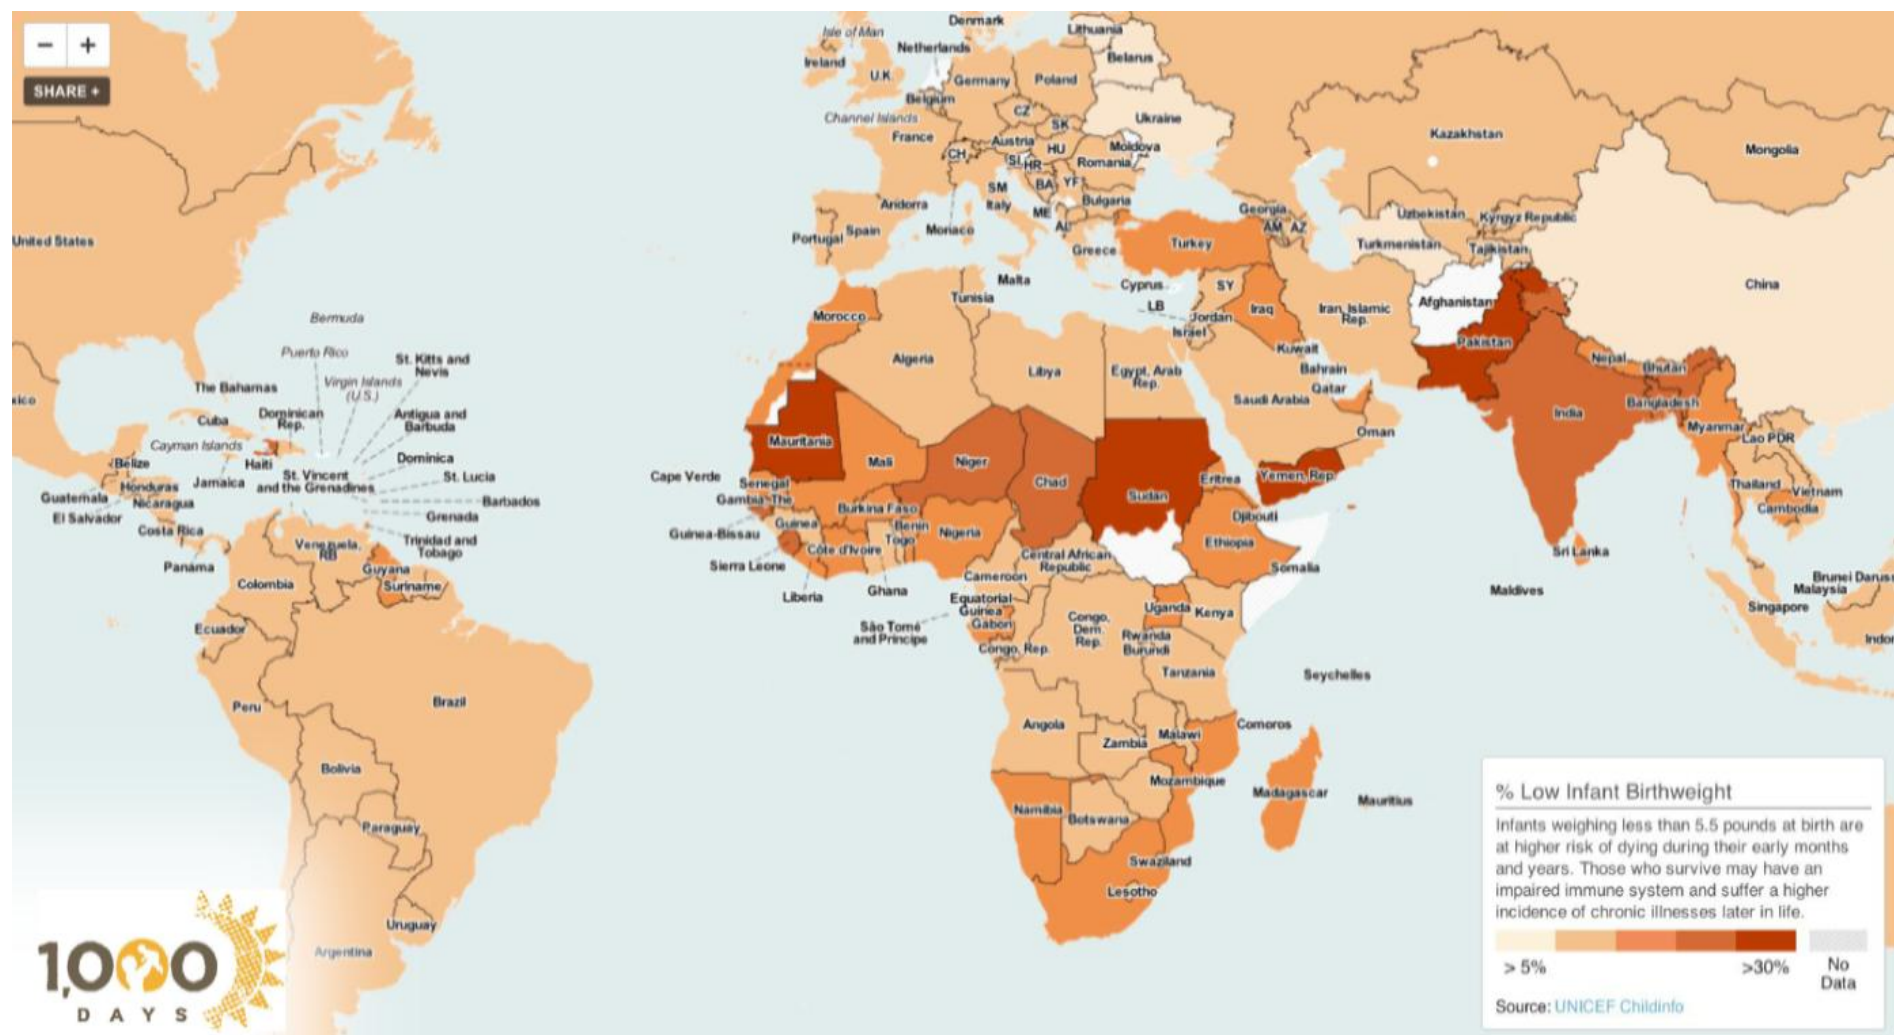 −
+
SHARE +
Denmark
Lithuania
Isle of Man
Netherlands
Belarus
Ireland
U.K.
Germany
Poland
Belgium
CZ
Channel Islands
SK
Ukraine
France
Austria
HU
Moldova
CH
SI
HR
Romania
Kazakhstan
Mongolia
SM
BA
YF
Andorra
Italy
ME
Bulgaria
Georgia
Uzbekistan
Kyrgyz Republic
Portugal
Spain
Monaco
AL
AM
AZ
United States
Greece
Turkey
Turkmenistan
Tajikistan
Malta
Cyprus
SY
China
Tunisia
LB
Iraq
Iran, Islamic
Rep.
Afghanistan
Bermuda
Morocco
Jordan
Israel
Pakistan
Puerto Rico
St. Kitts and
Nevis
Algeria
Kuwait
Nepal
Bhutan
The Bahamas
Virgin Islands
(U.S.)
Libya
Egypt, Arab
Rep.
Bahrain
Qatar
xico
Saudi Arabia
Bangladesh
Cuba
Dominican
Rep.
Antigua and
Barbuda
India
Cayman Islands
Mauritania
Oman
Myanmar
Lao PDR
Belize
Haiti
Dominica
Mali
Niger
Honduras
Jamaica
St. Vincent
and the Grenadines
St. Lucia
Cape Verde
Senegal
Chad
Sudan
Eritrea
Yemen, Rep.
Thailand
Vietnam
Guatemala
Nicaragua
Barbados
Gambia, The
Burkina Faso
Cambodia
El Salvador
Grenada
Guinea
Benin
Djibouti
Costa Rica
Guinea-Bissau
Togo
Nigeria
Venezuela,
RB
Trinidad and
Tobago
Côte d'Ivoire
Central African
Republic
Ethiopia
Sri Lanka
Panama
Guyana
Sierra Leone
Somalia
Colombia
Suriname
Liberia
Ghana
Cameroon
Maldives
Brunei Daruss
Malaysia
Equatorial
Guinea
Uganda
Kenya
Singapore
Ecuador
São Tomé
and Príncipe
Gabon
Congo,
Dem.
Rep.
Rwanda
Burundi
Indor
Congo, Rep.
Tanzania
Seychelles
Peru
Brazil
Angola
Comoros
Zambia
Malawi
Bolivia
Mozambique
Madagascar
Mauritius
Namibia
Botswana
Paraguay
Swaziland
Lesotho
Uruguay
Argentina
% Low Infant Birthweight
Infants weighing less than 5.5 pounds at birth are
at higher risk of dying during their early months
and years. Those who survive may have an
impaired immune system and suffer a higher
incidence of chronic illnesses later in life.
> 5%
>30%
No
Data
Source: UNICEF Childinfo
1,000
DAYS